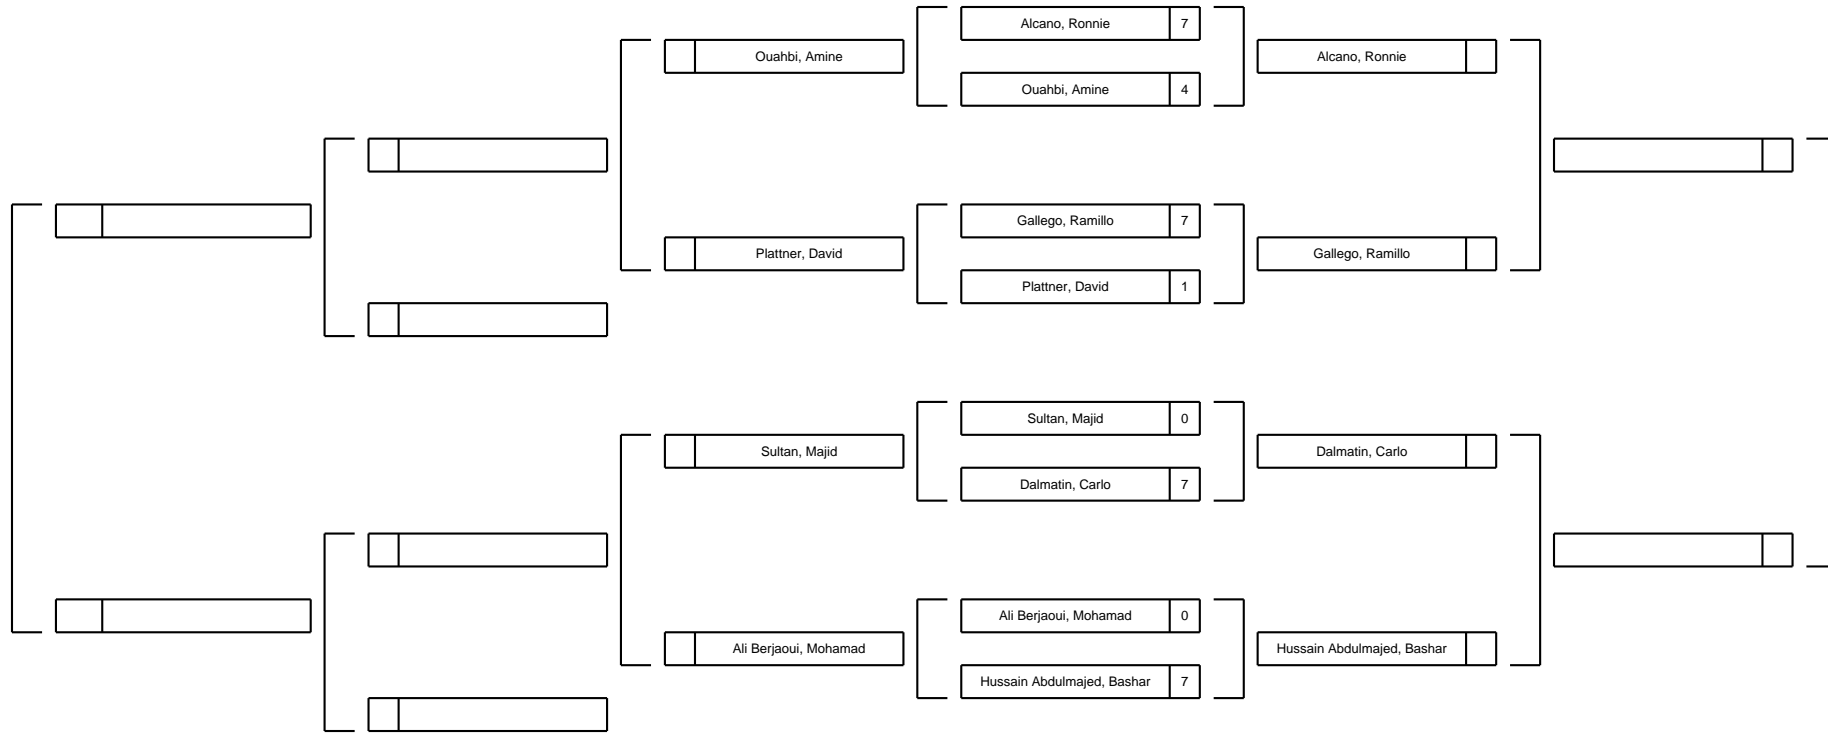 Alcano, Ronnie 7
Ouahbi, Amine
Alcano, Ronnie
Ouahbi, Amine 4
Gallego, Ramillo 7
Plattner, David
Gallego, Ramillo
Plattner, David 1
Sultan, Majid 0
Sultan, Majid
Dalmatin, Carlo
Dalmatin, Carlo 7
Ali Berjaoui, Mohamad 0
Ali Berjaoui, Mohamad
Hussain Abdulmajed, Bashar
Hussain Abdulmajed, Bashar 7